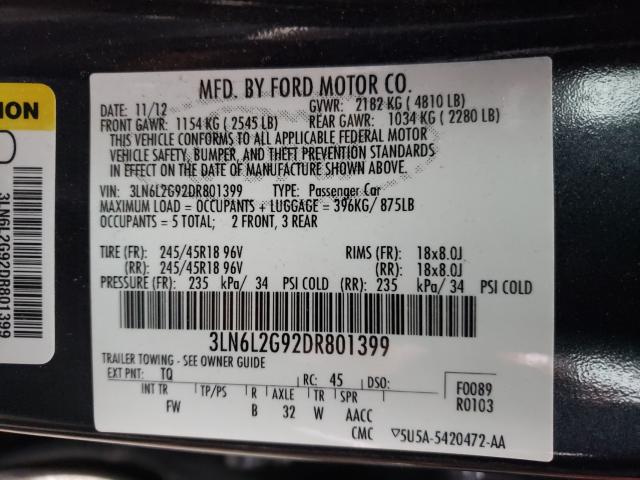 MFD. BY FORD MOTOR CO.
DATE: 11/12 GVWR: 2182 KG ( 4810 LB)
FRONT GAWR: 1154 KG ( 2545 LB) REAR GAWR: 1034 KG ( 2280 LB)
THIS VEHICLE CONFORMS TO ALL APPLICABLE FEDERAL MOTOR
VEHICLE SAFETY, BUMPER, AND THEFT PREVENTION STANDARDS
IN EFFECT ON THE DATE OF MANUFACTURE SHOWN ABOVE.
VIN: 3LN6L2G92DR801399 TYPE: Passenger Car
MAXIMUM LOAD = OCCUPANTS + LUGGAGE = 396KG/ 875LB
OCCUPANTS = 5 TOTAL; 2 FRONT, 3 REAR
TIRE (FR): 245/45R18 96V RIMS (FR): 18x8.0J
(RR): 245/45R18 96V (RR): 18x8.0J
PRESSURE (FR): 235 kPa/ 34 PSI COLD (RR): 235 kPa/ 34 PSI COLD
3LN6L2G92DR801399
TRAILER TOWING - SEE OWNER GUIDE
EXT PNT: TQ RC: 45 DSO:
INT TR TP/PS R AXLE TR SPR
FW B 32 W AACC
CMC
F0089
R0103
5U5A-5420472-AA
ION
3LN6L2G92DR801399